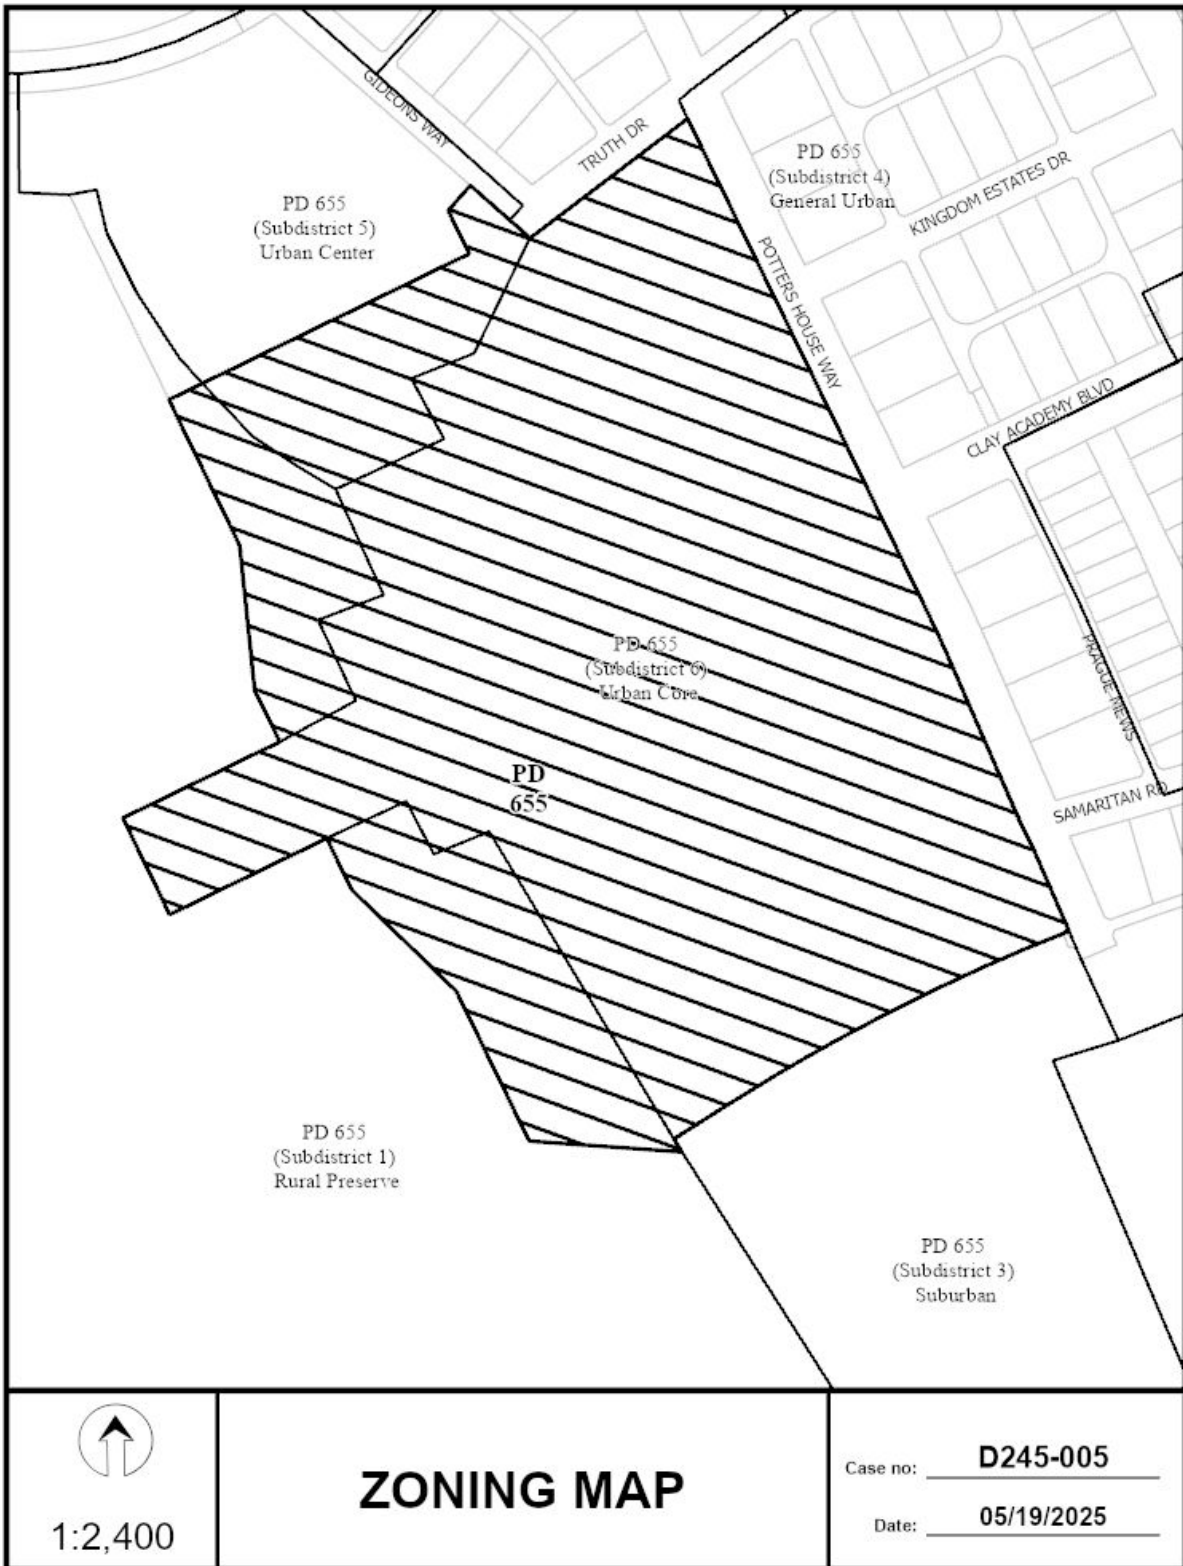 GIDEONS WAY
TRUTH DR
PD 655
(Subdistrict 4)
General Urban
KINGDOM ESTATES DR
PD 655
(Subdistrict 5)
Urban Center
POTTERS HOUSE WAY
CLAY ACADEMY BLVD
PD 655
(Subdistrict 6)
Urban Core
PRAGUE MEWS
PD
655
SAMARITAN RD
PD 655
(Subdistrict 1)
Rural Preserve
PD 655
(Subdistrict 3)
Suburban
1:2,400
ZONING MAP
Case no: D245-005
Date: 05/19/2025